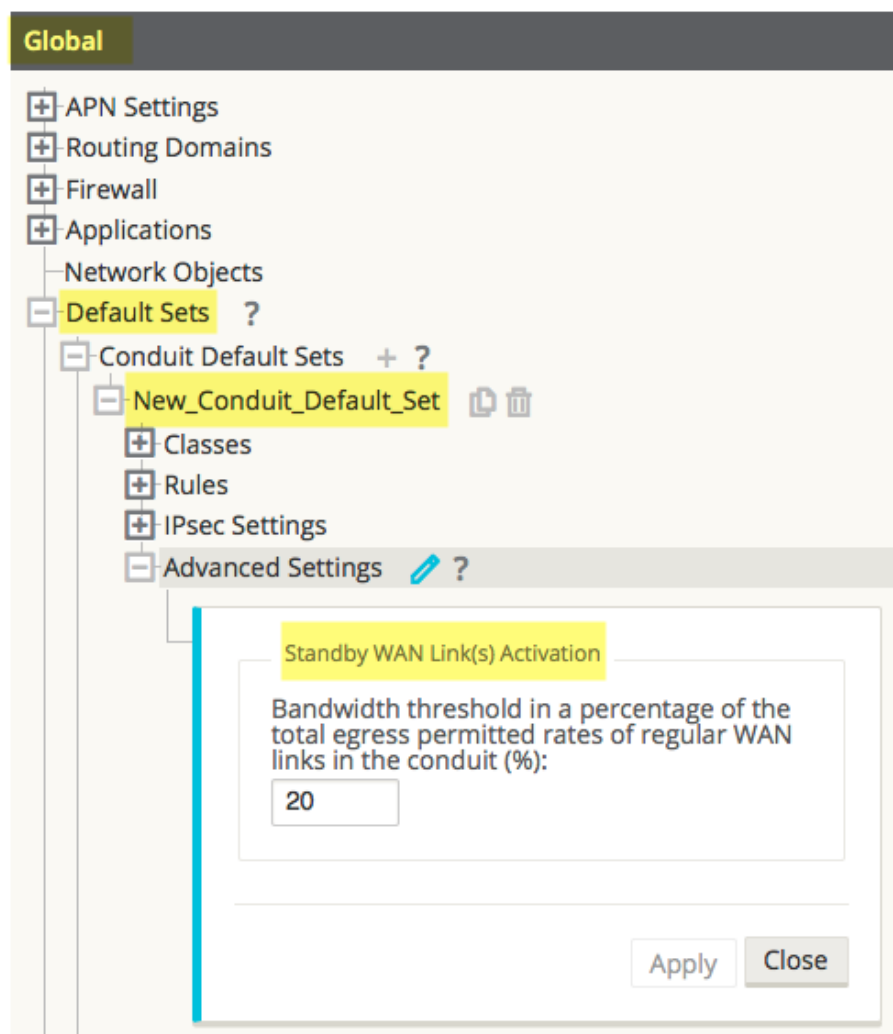 Global
APN Settings
Routing Domains
Firewall
Applications
Network Objects
Default Sets ?
Conduit Default Sets + ?
New_Conduit_Default_Set
Classes
Rules
IPsec Settings
Advanced Settings ?
Standby WAN Link(s) Activation
Bandwidth threshold in a percentage of the
total egress permitted rates of regular WAN
links in the conduit (%):
20
Apply Close